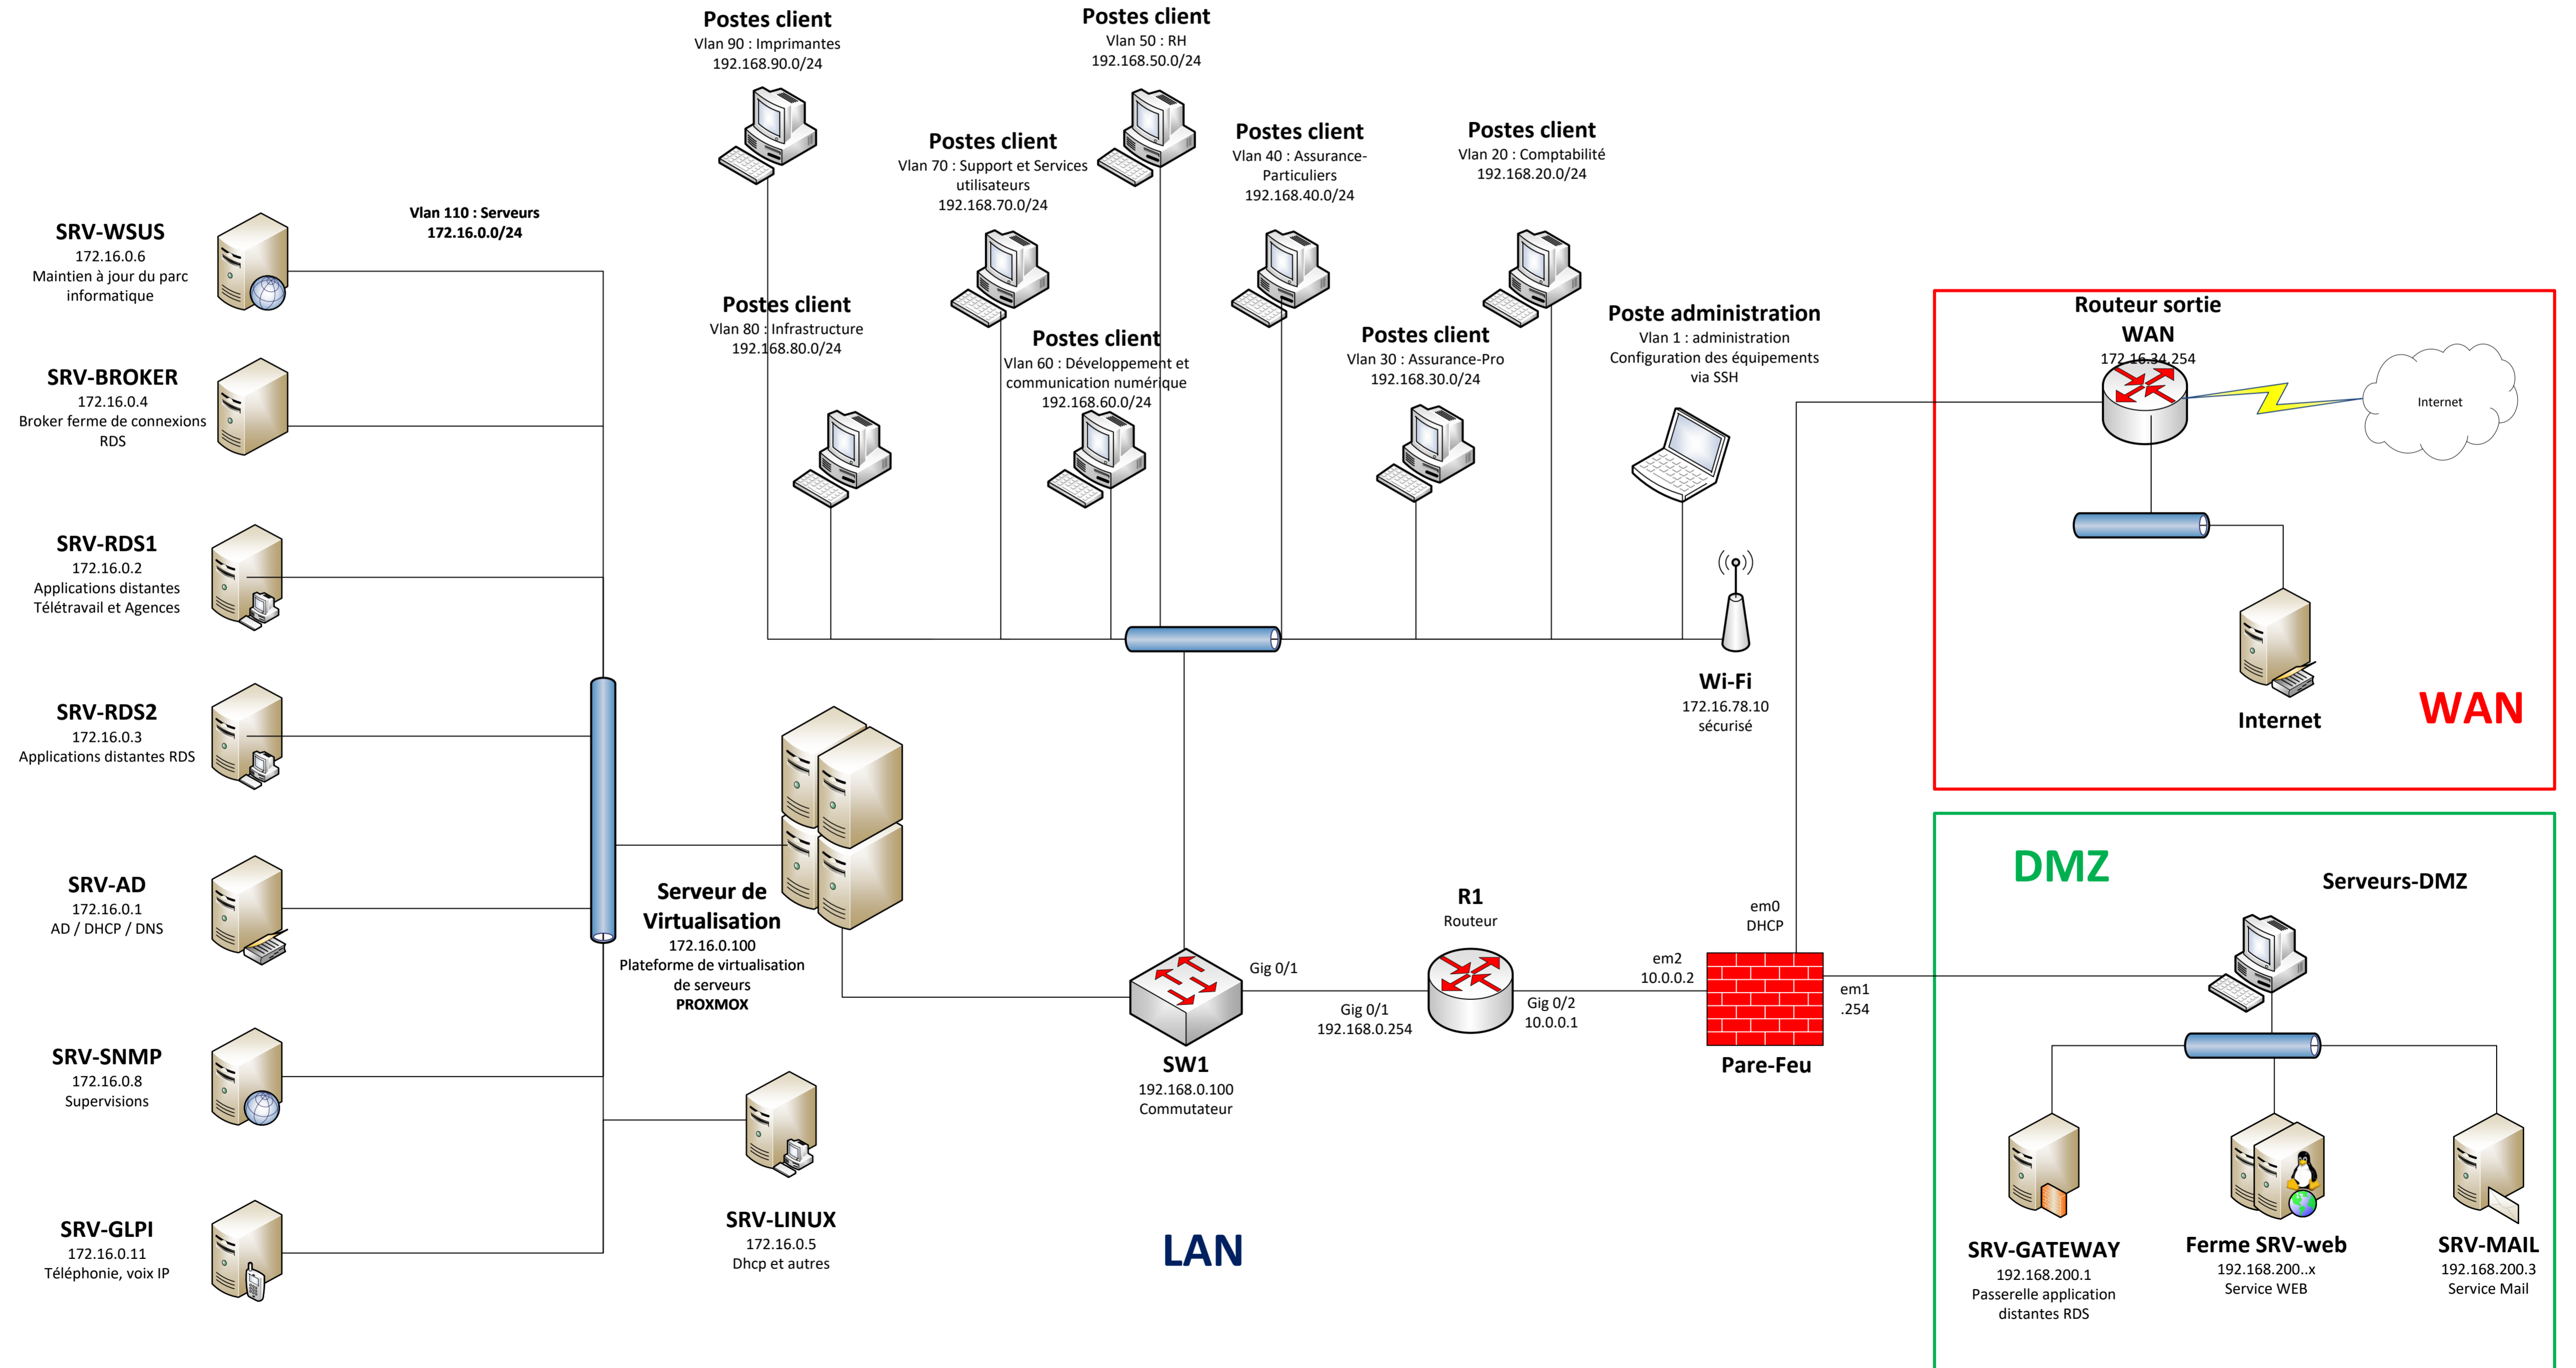 Postes client
Vlan 90 : Imprimantes
192.168.90.0/24
Postes client
Vlan 50 : RH
192.168.50.0/24
Postes client
Vlan 70 : Support et Services
utilisateurs
192.168.70.0/24
Postes client
Vlan 40 : Assurance-
Particuliers
192.168.40.0/24
Postes client
Vlan 20 : Comptabilité
192.168.20.0/24
Postes client
Vlan 80 : Infrastructure
192.168.80.0/24
Postes client
Vlan 60 : Développement et
communication numérique
192.168.60.0/24
Postes client
Vlan 30 : Assurance-Pro
192.168.30.0/24
Poste administration
Vlan 1 : administration
Configuration des équipements
via SSH
Vlan 110 : Serveurs
172.16.0.0/24
SRV-WSUS
172.16.0.6
Maintien à jour du parc
informatique
SRV-BROKER
172.16.0.4
Broker ferme de connexions
RDS
SRV-RDS1
172.16.0.2
Applications distantes
Télétravail et Agences
SRV-RDS2
172.16.0.3
Applications distantes RDS
SRV-AD
172.16.0.1
AD / DHCP / DNS
SRV-SNMP
172.16.0.8
Supervisions
SRV-GLPI
172.16.0.11
Téléphonie, voix IP
Serveur de
Virtualisation
172.16.0.100
Plateforme de virtualisation
de serveurs
PROXMOX
SRV-LINUX
172.16.0.5
Dhcp et autres
Wi-Fi
172.16.78.10
sécurisé
SW1
192.168.0.100
Commutateur
Gig 0/1
Gig 0/1
192.168.0.254
R1
Routeur
Gig 0/2
10.0.0.1
em2
10.0.0.2
em0
DHCP
em1
.254
Pare-Feu
LAN
Routeur sortie
WAN
172.16.34.254
Internet
Internet
WAN
DMZ
Serveurs-DMZ
SRV-GATEWAY
192.168.200.1
Passerelle application
distantes RDS
Ferme SRV-web
192.168.200..x
Service WEB
SRV-MAIL
192.168.200.3
Service Mail